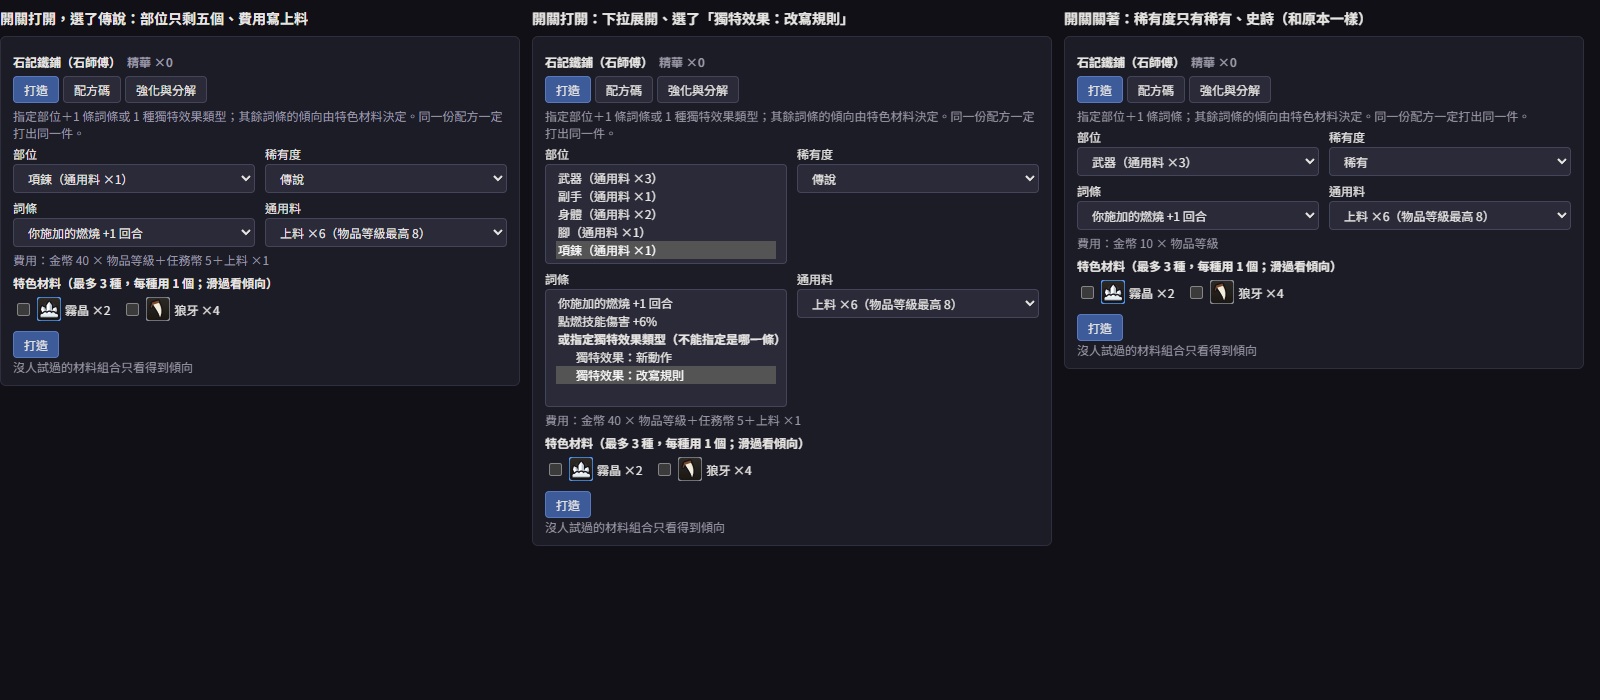 開關打開，選了傳說：部位只剩五個、費用寫上料
石記鐵鋪（石師傅） 精華 ×0
打造 配方碼 強化與分解
指定部位＋1 條詞條或 1 種獨特效果類型；其餘詞條的傾向由特色材料決定。同一份配方一定
打出同一件。
部位 稀有度
項鍊（通用料 ×1） 傳說
詞條 通用料
你施加的燃燒 +1 回合 上料 ×6（物品等級最高 8）
費用：金幣 40 × 物品等級＋任務幣 5＋上料 ×1
特色材料（最多 3 種，每種用 1 個；滑過看傾向）
霧晶 ×2 狼牙 ×4
打造
沒人試過的材料組合只看得到傾向
開關打開：下拉展開、選了「獨特效果：改寫規則」
石記鐵鋪（石師傅） 精華 ×0
打造 配方碼 強化與分解
指定部位＋1 條詞條或 1 種獨特效果類型；其餘詞條的傾向由特色材料決定。同一份配方一定
打出同一件。
部位 稀有度
武器（通用料 ×3） 傳說
副手（通用料 ×1）
身體（通用料 ×2）
腳（通用料 ×1）
項鍊（通用料 ×1）
詞條 通用料
你施加的燃燒 +1 回合 上料 ×6（物品等級最高 8）
點燃技能傷害 +6%
或指定獨特效果類型（不能指定是哪一條）
獨特效果：新動作
獨特效果：改寫規則
費用：金幣 40 × 物品等級＋任務幣 5＋上料 ×1
特色材料（最多 3 種，每種用 1 個；滑過看傾向）
霧晶 ×2 狼牙 ×4
打造
沒人試過的材料組合只看得到傾向
開關關著：稀有度只有稀有、史詩（和原本一樣）
石記鐵鋪（石師傅） 精華 ×0
打造 配方碼 強化與分解
指定部位＋1 條詞條；其餘詞條的傾向由特色材料決定。同一份配方一定打出同一件。
部位 稀有度
武器（通用料 ×3） 稀有
詞條 通用料
你施加的燃燒 +1 回合 上料 ×6（物品等級最高 8）
費用：金幣 10 × 物品等級
特色材料（最多 3 種，每種用 1 個；滑過看傾向）
霧晶 ×2 狼牙 ×4
打造
沒人試過的材料組合只看得到傾向